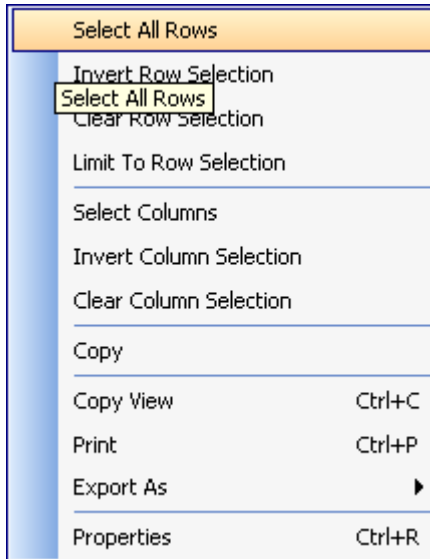 Select All Rows
Invert Row Selection
Select All Rows
Clear Row Selection
Limit To Row Selection
Select Columns
Invert Column Selection
Clear Column Selection
Copy
Copy View Ctrl+C
Print Ctrl+P
Export As
Properties Ctrl+R